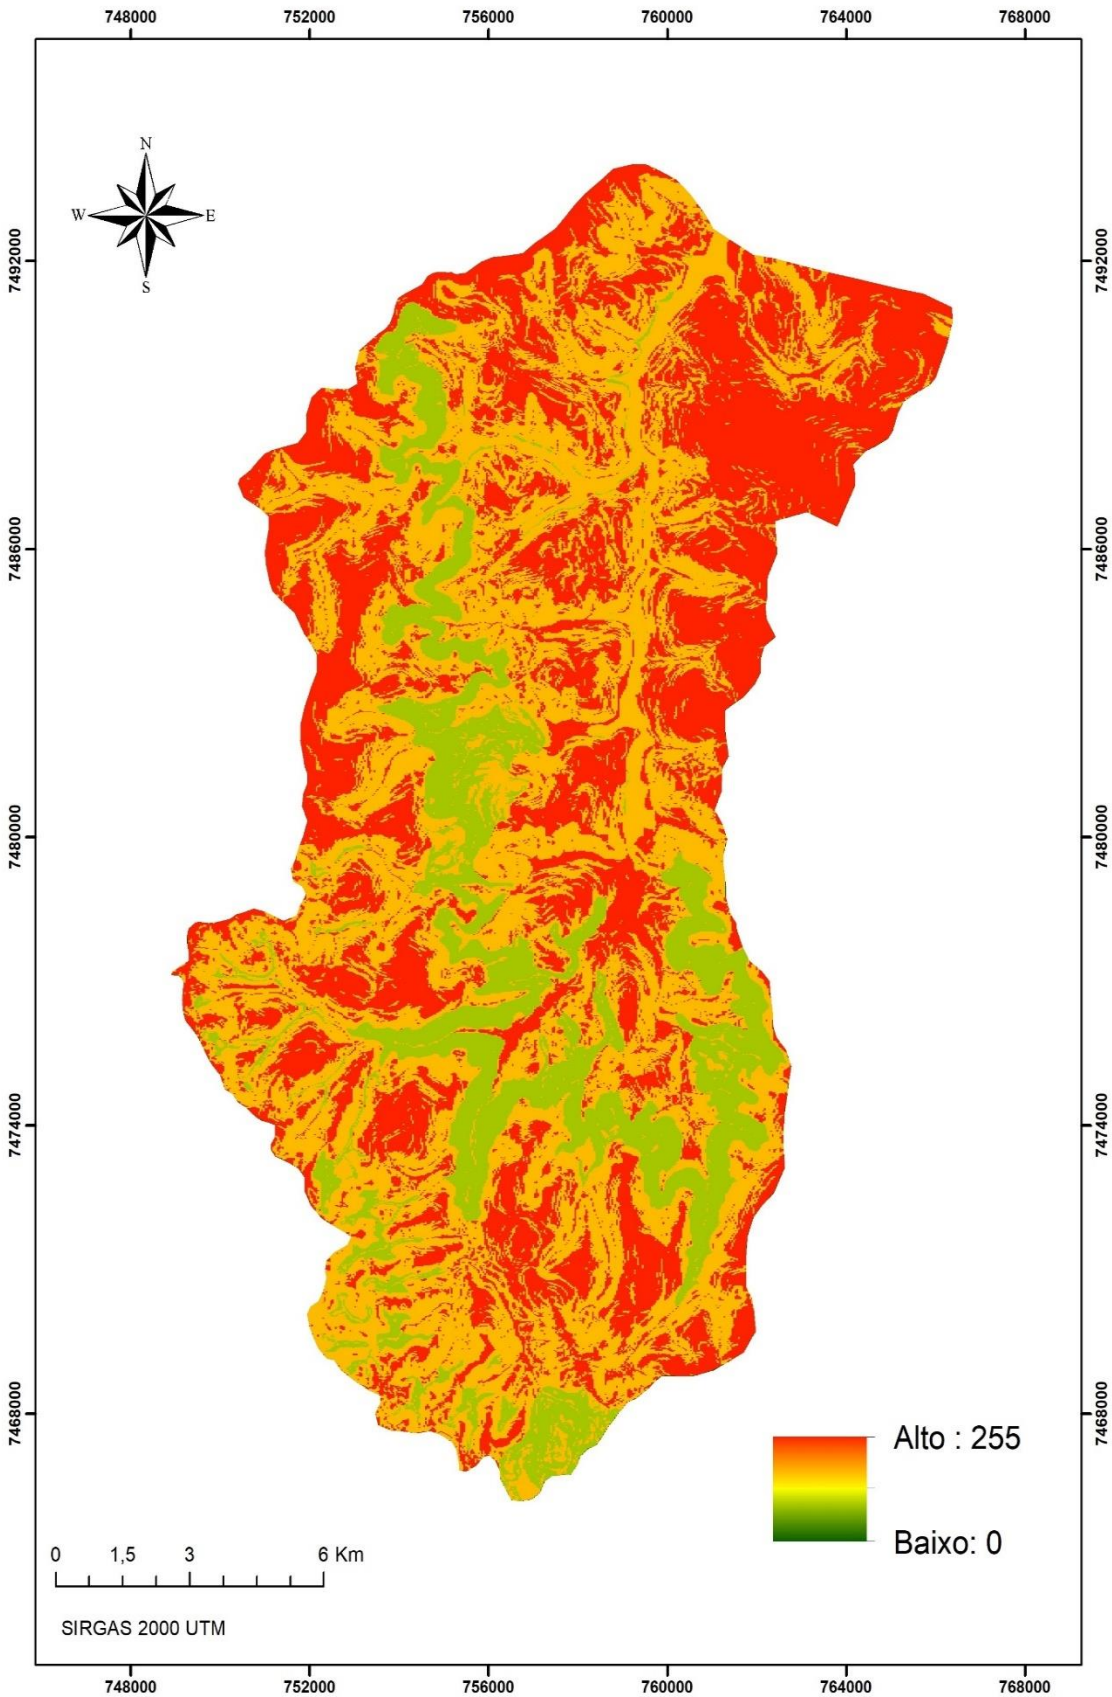 748000 752000 756000 760000 764000 768000
N
W E
S
7492000 7492000
7486000 7486000
7480000 7480000
7474000 7474000
7468000 7468000
Alto : 255
Baixo: 0
0 1,5 3 6 Km
SIRGAS 2000 UTM
748000 752000 756000 760000 764000 768000